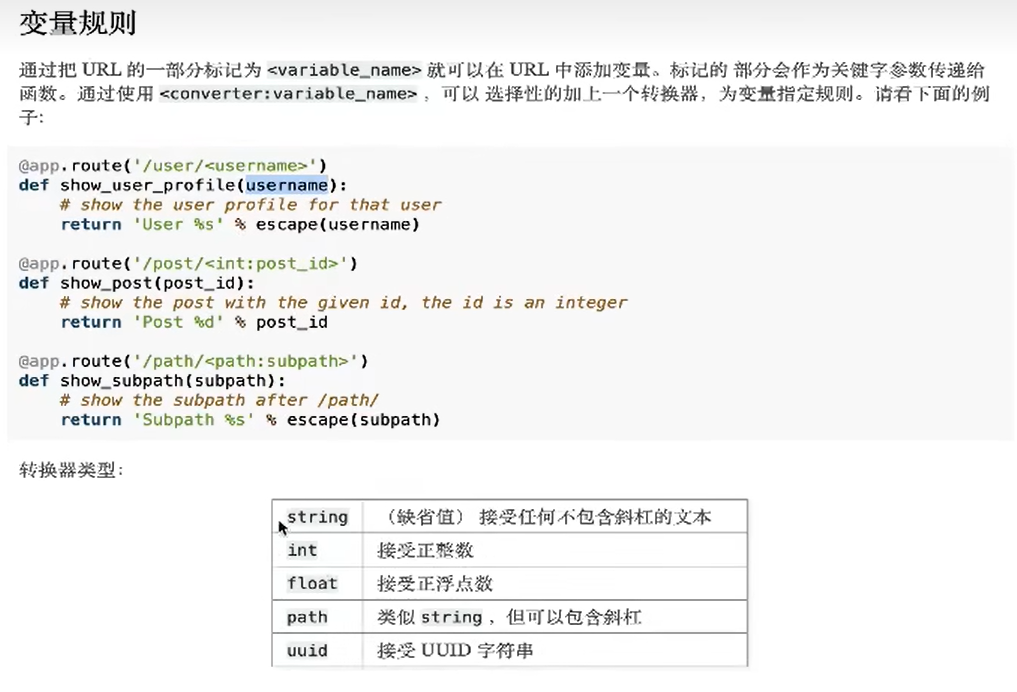 变量规则
通过把 URL 的一部分标记为 <variable_name> 就可以在 URL 中添加变量。标记的 部分会作为关键字参数传递给
函数。通过使用 <converter:variable_name> ，可以 选择性的加上一个转换器，为变量指定规则。请看下面的例
子：
@app.route('/user/<username>')
def show_user_profile(username):
    # show the user profile for that user
    return 'User %s' % escape(username)
@app.route('/post/<int:post_id>')
def show_post(post_id):
    # show the post with the given id, the id is an integer
    return 'Post %d' % post_id
@app.route('/path/<path:subpath>')
def show_subpath(subpath):
    # show the subpath after /path/
    return 'Subpath %s' % escape(subpath)
转换器类型：
string （缺省值） 接受任何不包含斜杠的文本
int 接受正整数
float 接受正浮点数
path 类似 string ，但可以包含斜杠
uuid 接受 UUID 字符串